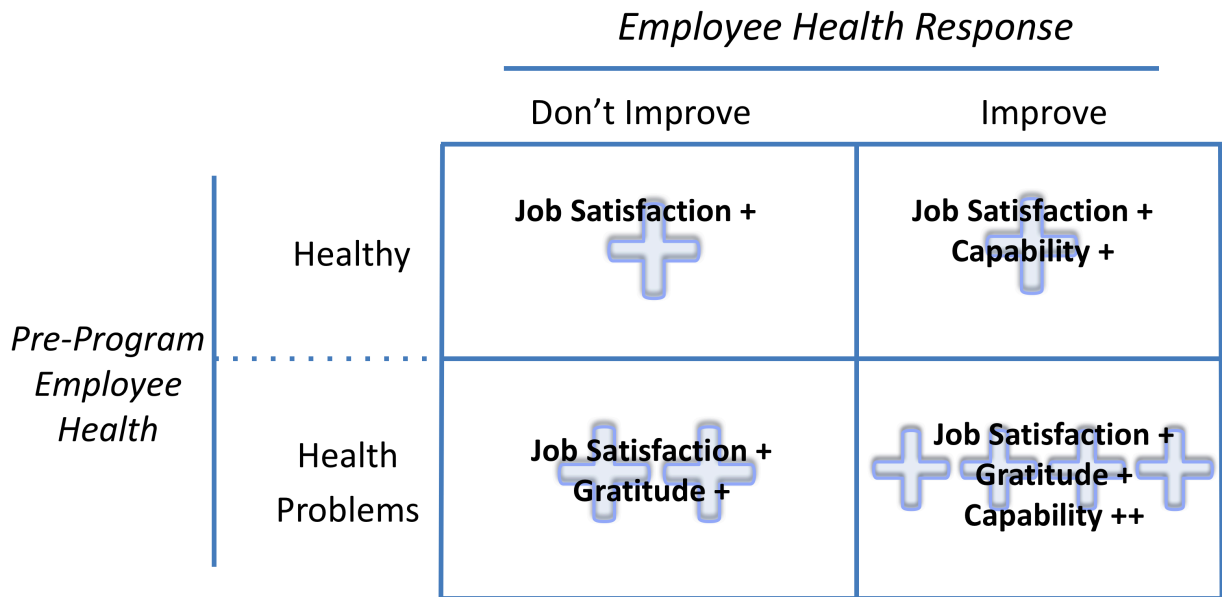 Employee Health Response
Don't Improve
Improve
Healthy
Job Satisfaction +
Job Satisfaction +
Capability +
Pre-Program
Employee
Health
Health
Problems
Job Satisfaction +
Gratitude +
Job Satisfaction +
Gratitude +
Capability ++